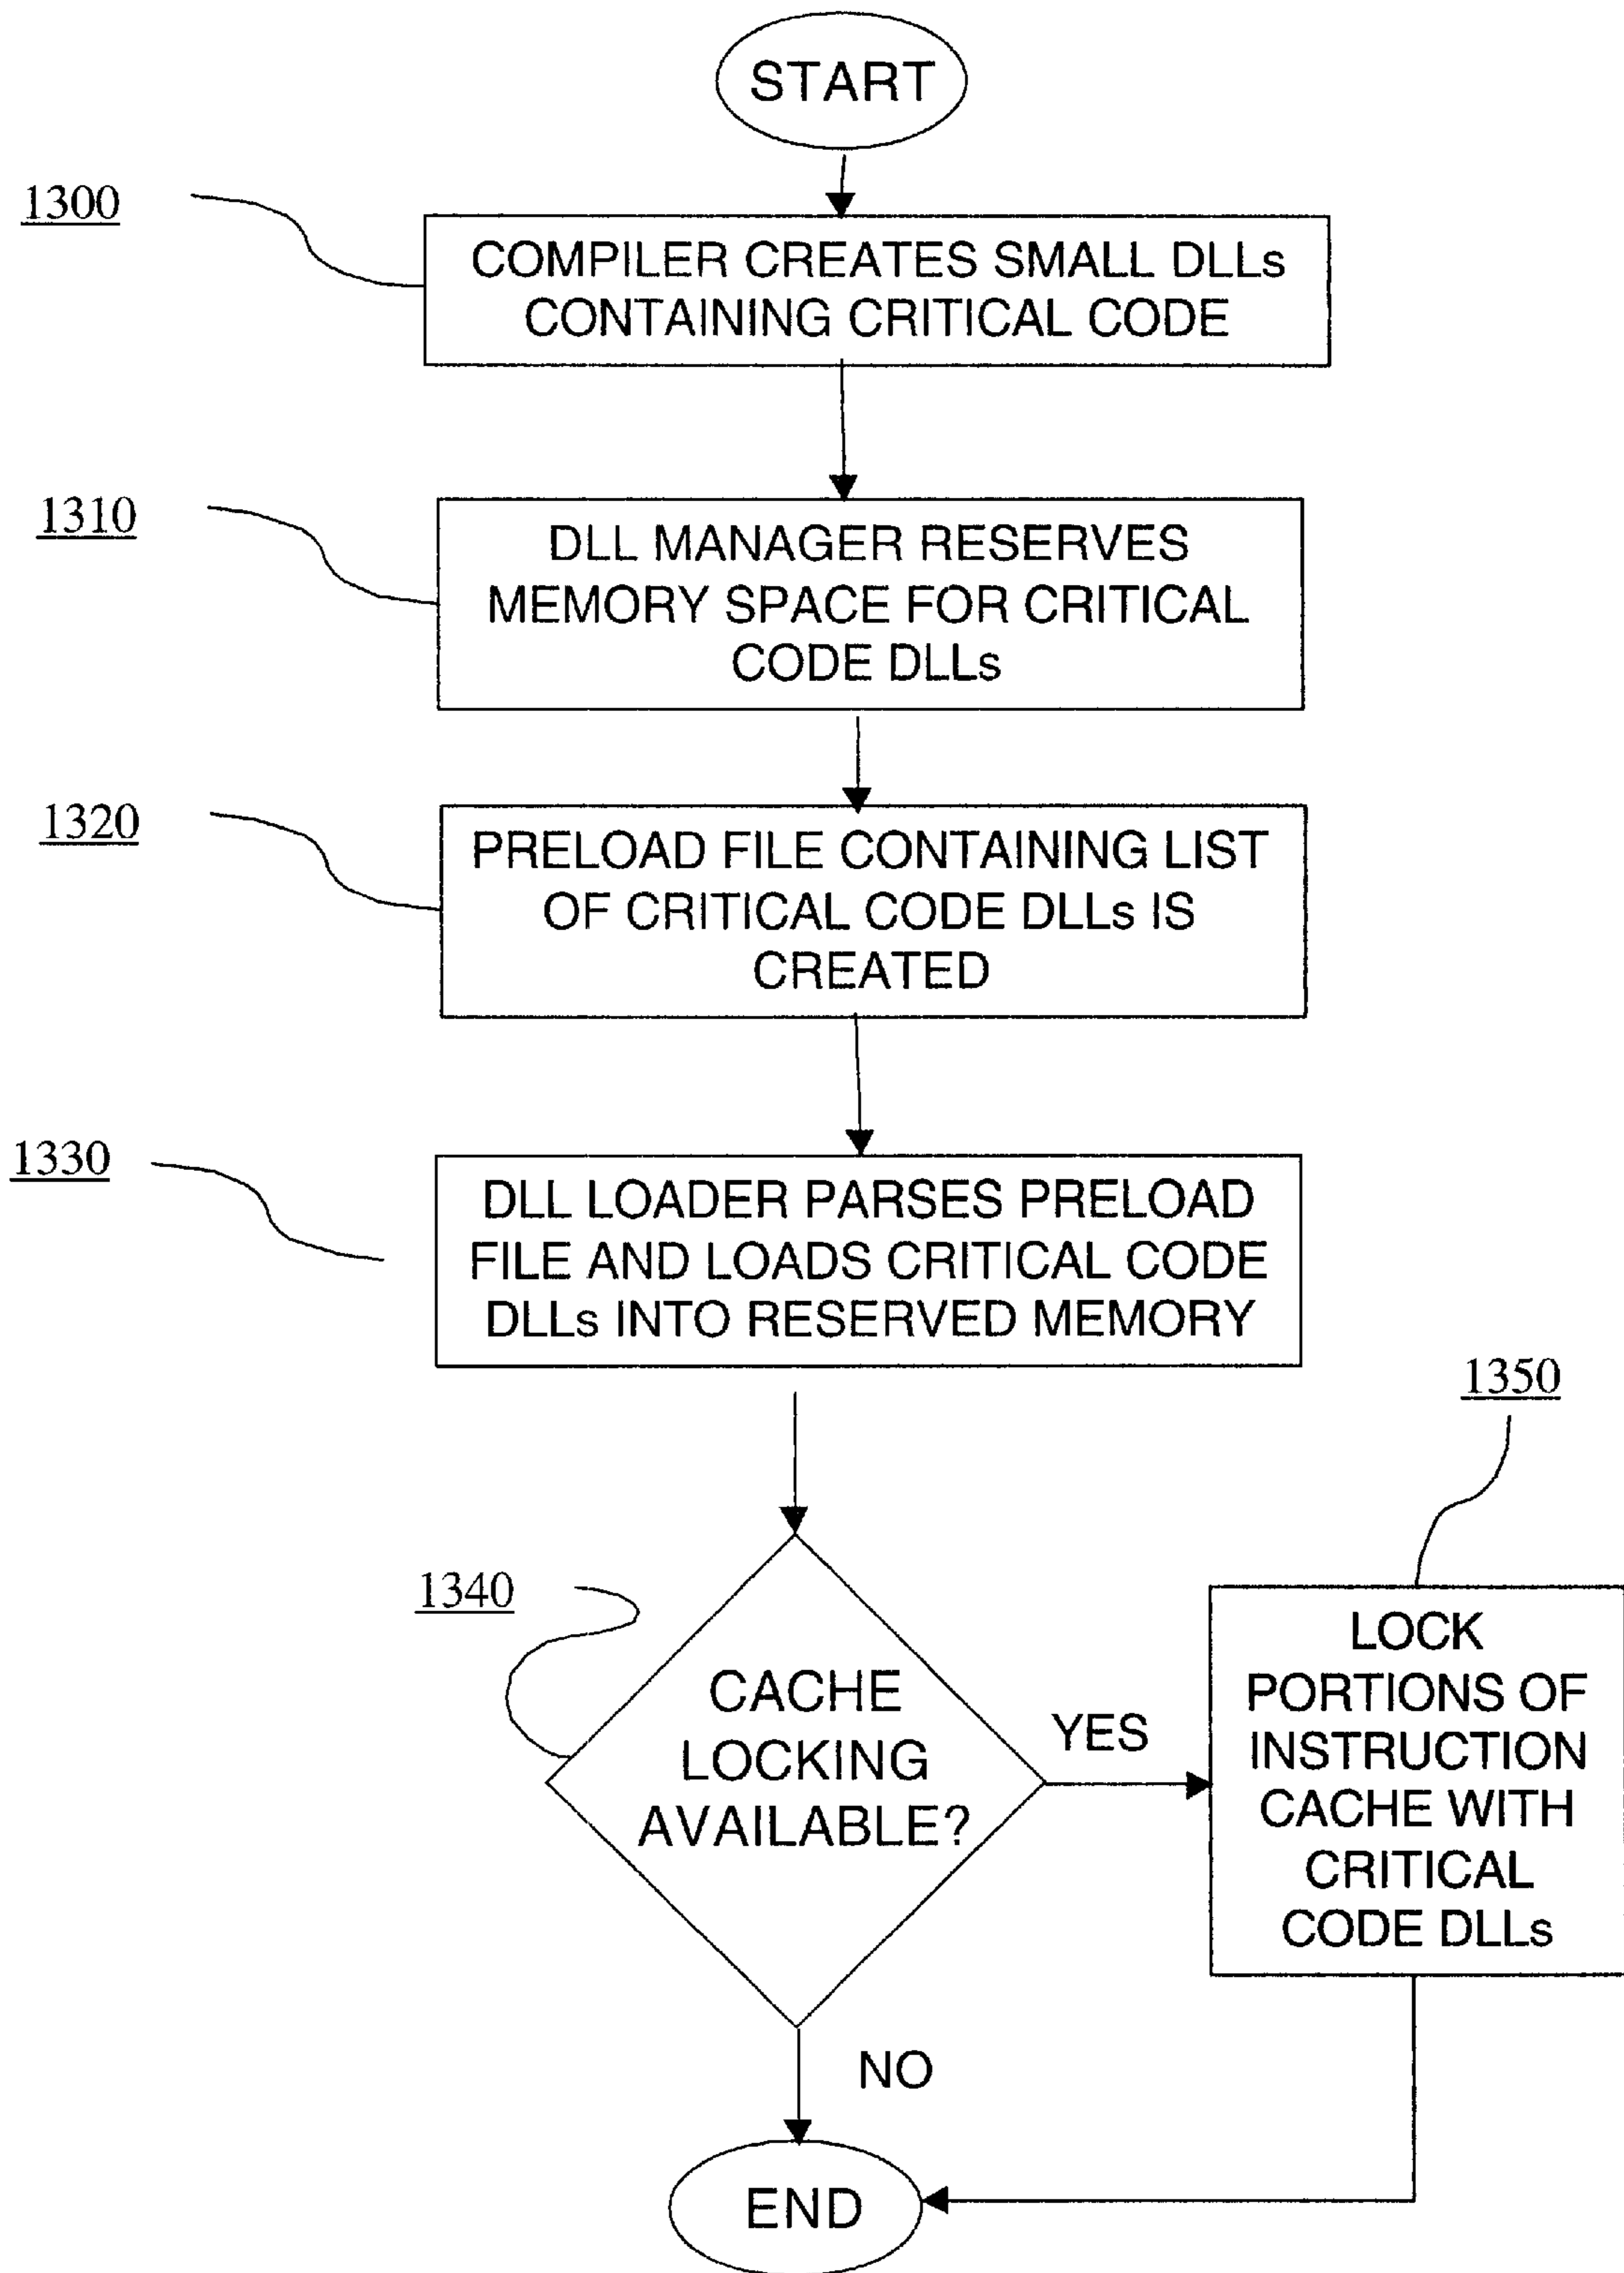 START
1300
COMPILER CREATES SMALL DLLs
CONTAINING CRITICAL CODE
1310
DLL MANAGER RESERVES
MEMORY SPACE FOR CRITICAL
CODE DLLs
1320
PRELOAD FILE CONTAINING LIST
OF CRITICAL CODE DLLs IS
CREATED
1330
DLL LOADER PARSES PRELOAD
FILE AND LOADS CRITICAL CODE
DLLs INTO RESERVED MEMORY
1340
CACHE
LOCKING
AVAILABLE?
YES
1350
LOCK
PORTIONS OF
INSTRUCTION
CACHE WITH
CRITICAL
CODE DLLs
NO
END